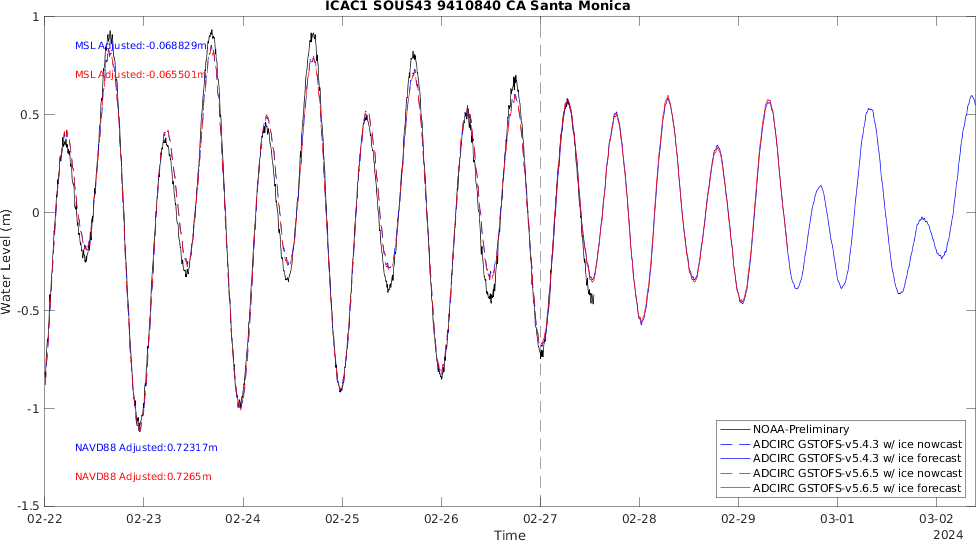 ICAC1 SOUS43 9410840 CA Santa Monica
MSL Adjusted:-0.068829m
MSL Adjusted:-0.065501m
NAVD88 Adjusted:0.72317m
NAVD88 Adjusted:0.7265m
Water Level (m)
1
0.5
0
-0.5
-1
-1.5
NOAA-Preliminary
ADCIRC GSTOFS-v5.4.3 w/ ice nowcast
ADCIRC GSTOFS-v5.4.3 w/ ice forecast
ADCIRC GSTOFS-v5.6.5 w/ ice nowcast
ADCIRC GSTOFS-v5.6.5 w/ ice forecast
02-22 02-23 02-24 02-25 02-26 02-27 02-28 02-29 03-01 03-02
Time
2024